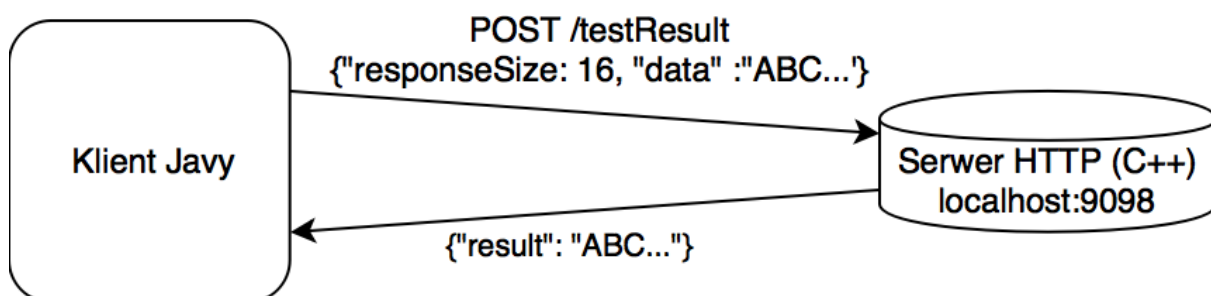 POST /testResult
{"responseSize: 16, "data" :"ABC...'}
Klient Javy
Serwer HTTP (C++)
localhost:9098
{"result": "ABC..."}